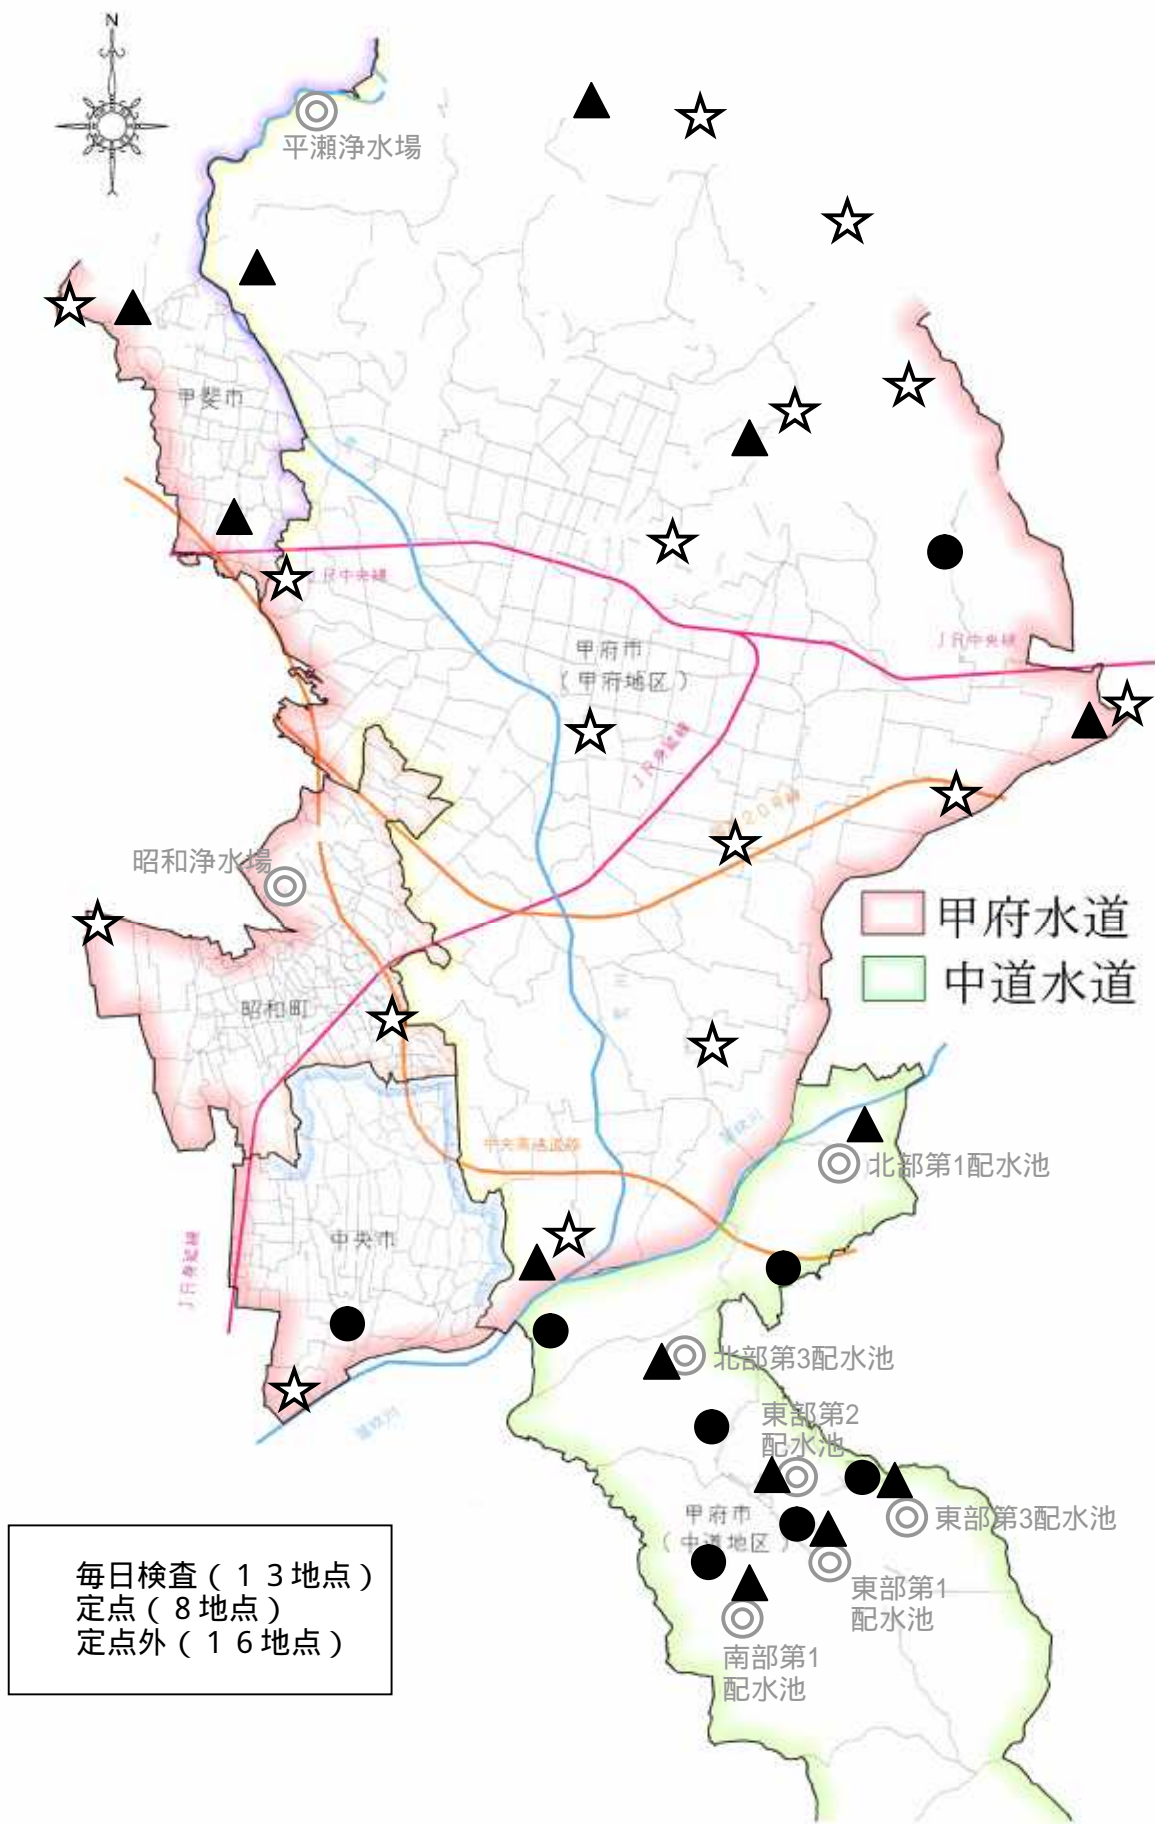 N
平瀬浄水場
甲斐市
JR中央線
甲府市
(甲府地区)
JR中央線
JR身延線
昭和浄水場
甲府水道
中道水道
昭和町
中央高速道路
北部第1配水池
中央市
JR身延線
北部第3配水池
東部第2
配水池
甲府市
(中道地区)
東部第3配水池
東部第1
配水池
南部第1
配水池
毎日検査(13地点)
定点(8地点)
定点外(16地点)